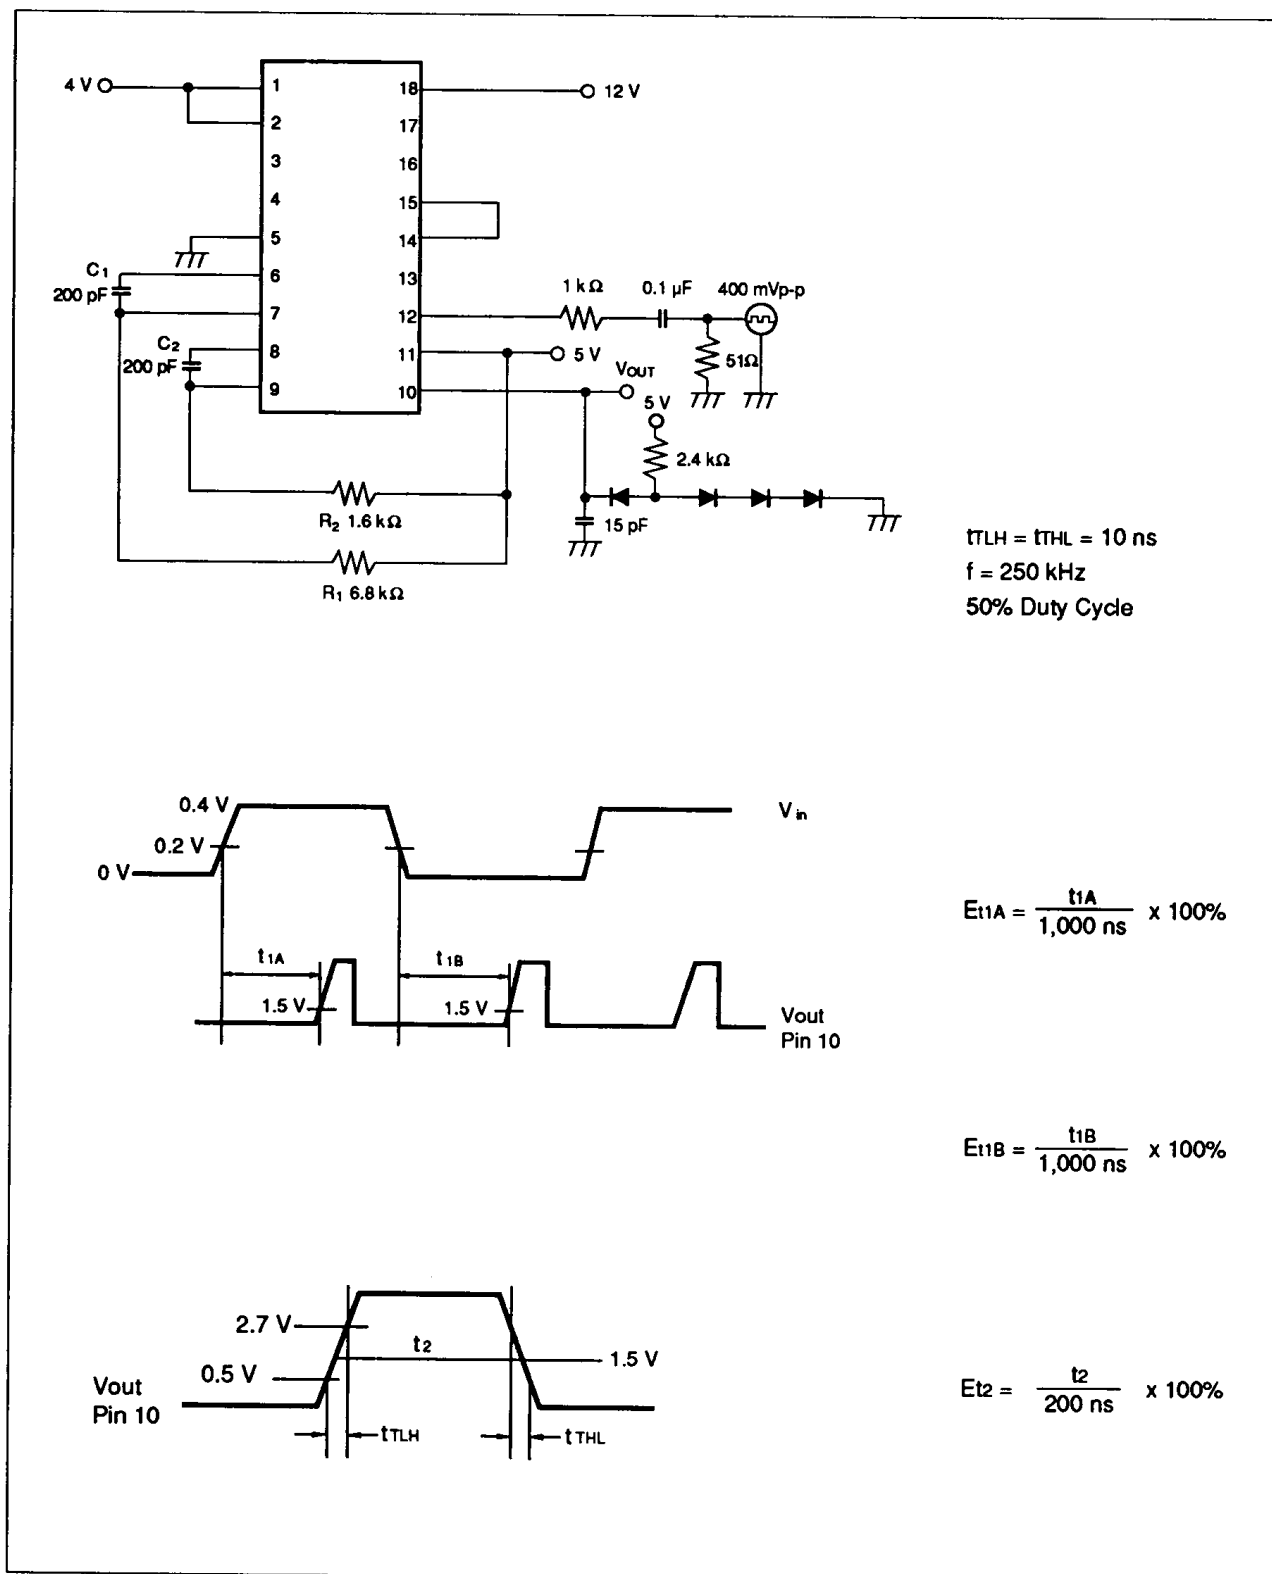 4 V
12 V
1
2
3
4
5
6
7
8
9
18
17
16
15
14
13
12
11
10
C1
200 pF
C2
200 pF
1 kΩ
0.1 µF
400 mVp-p
51Ω
5 V
VOUT
5 V
2.4 kΩ
15 pF
R2 1.6 kΩ
R1 6.8 kΩ
tTLH = tTHL = 10 ns
f = 250 kHz
50% Duty Cycle
0.4 V
0.2 V
0 V
Vin
t1A
t1B
1.5 V
1.5 V
Vout
Pin 10
Et1A = t1A / 1,000 ns x 100%
Et1B = t1B / 1,000 ns x 100%
2.7 V
0.5 V
t2
1.5 V
Vout
Pin 10
tTLH
tTHL
Et2 = t2 / 200 ns x 100%